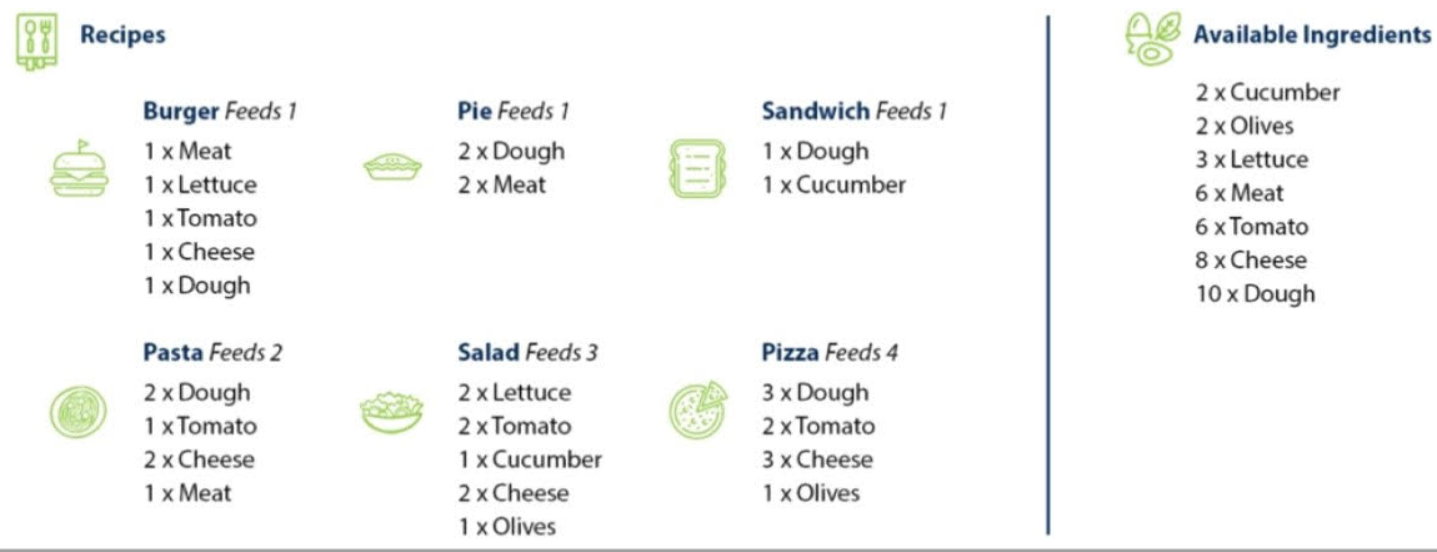 Recipes
Burger Feeds 1
1 x Meat
1 x Lettuce
1 x Tomato
1 x Cheese
1 x Dough
Pie Feeds 1
2 x Dough
2 x Meat
Sandwich Feeds 1
1 x Dough
1 x Cucumber
Pasta Feeds 2
2 x Dough
1 x Tomato
2 x Cheese
1 x Meat
Salad Feeds 3
2 x Lettuce
2 x Tomato
1 x Cucumber
2 x Cheese
1 x Olives
Pizza Feeds 4
3 x Dough
2 x Tomato
3 x Cheese
1 x Olives
Available Ingredients
2 x Cucumber
2 x Olives
3 x Lettuce
6 x Meat
6 x Tomato
8 x Cheese
10 x Dough